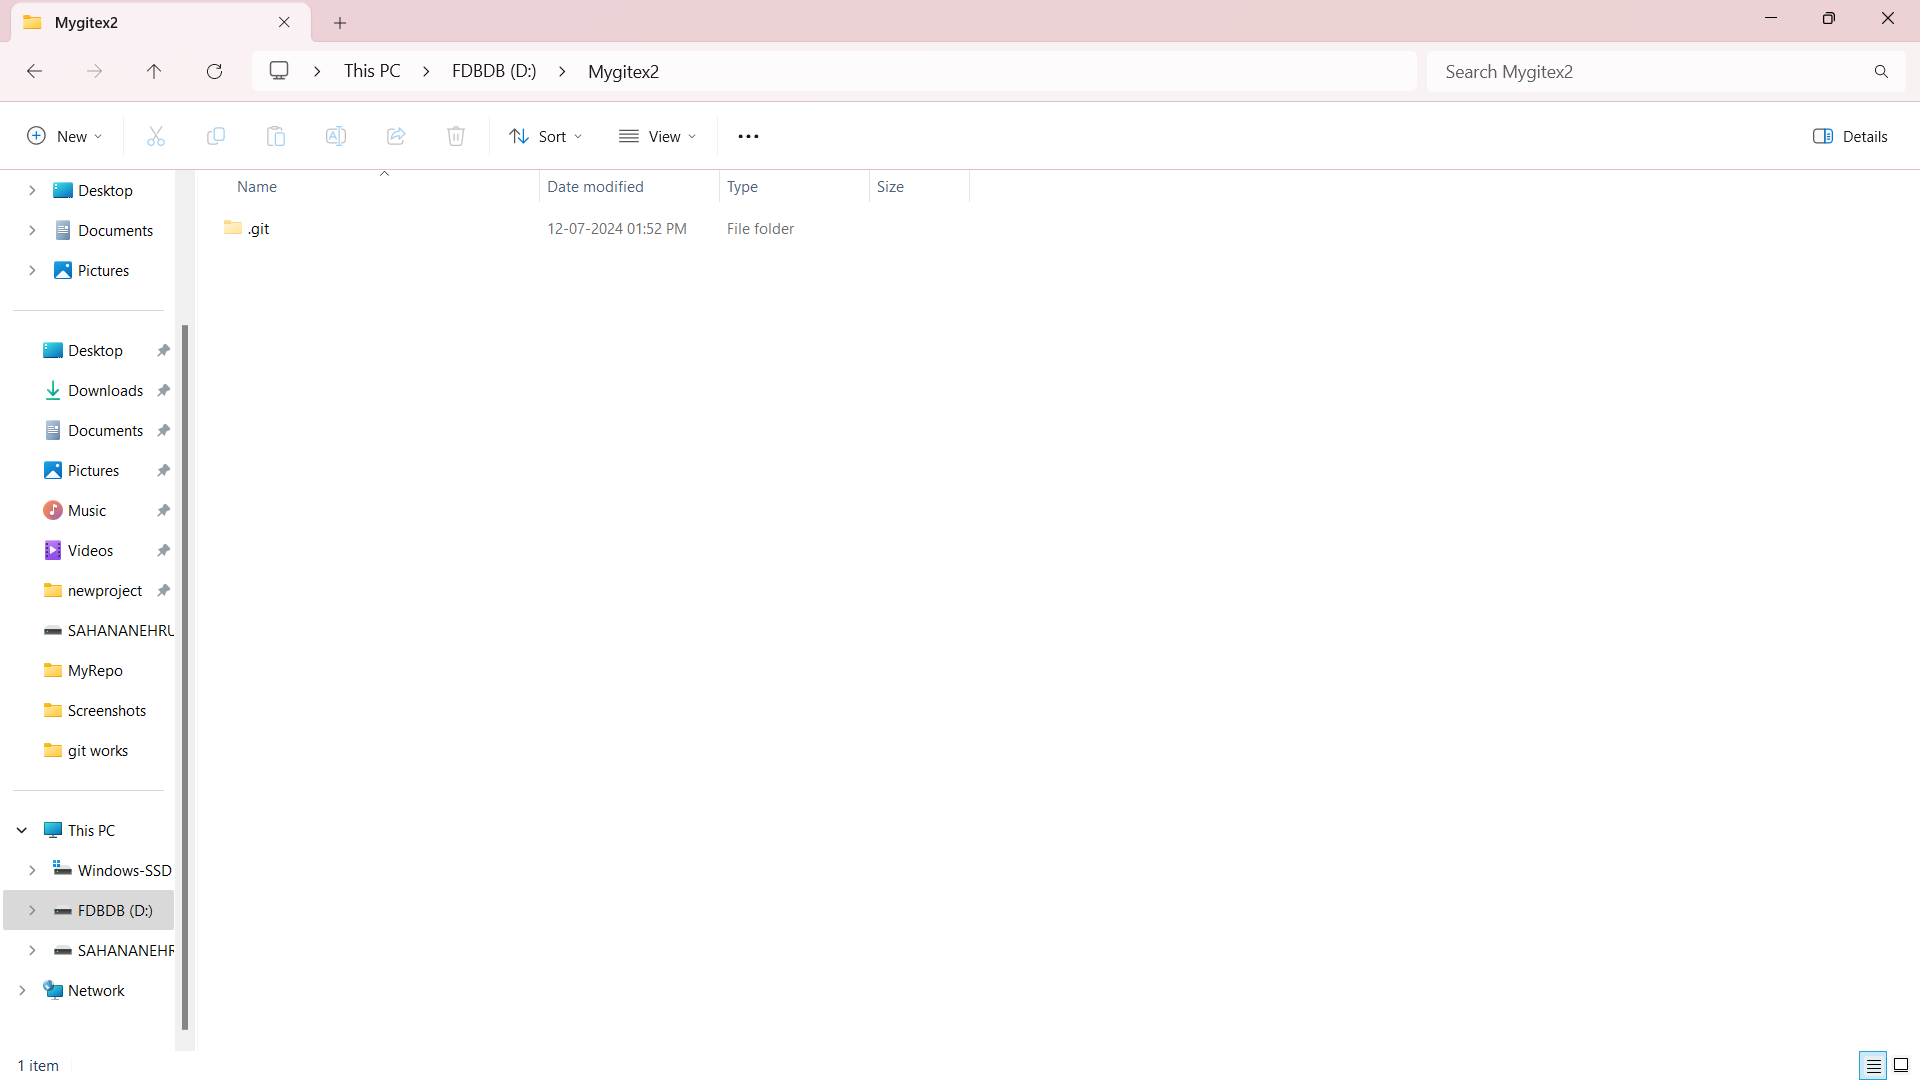 Mygitex2
This PC
FDBDB (D:)
Mygitex2
Search Mygitex2
New
Sort
View
Details
Name
Date modified
Type
Size
.git
12-07-2024 01:52 PM
File folder
Desktop
Documents
Pictures
Desktop
Downloads
Documents
Pictures
Music
Videos
newproject
SAHANANEHRU
MyRepo
Screenshots
git works
This PC
Windows-SSD
FDBDB (D:)
SAHANANEHR
Network
1 item